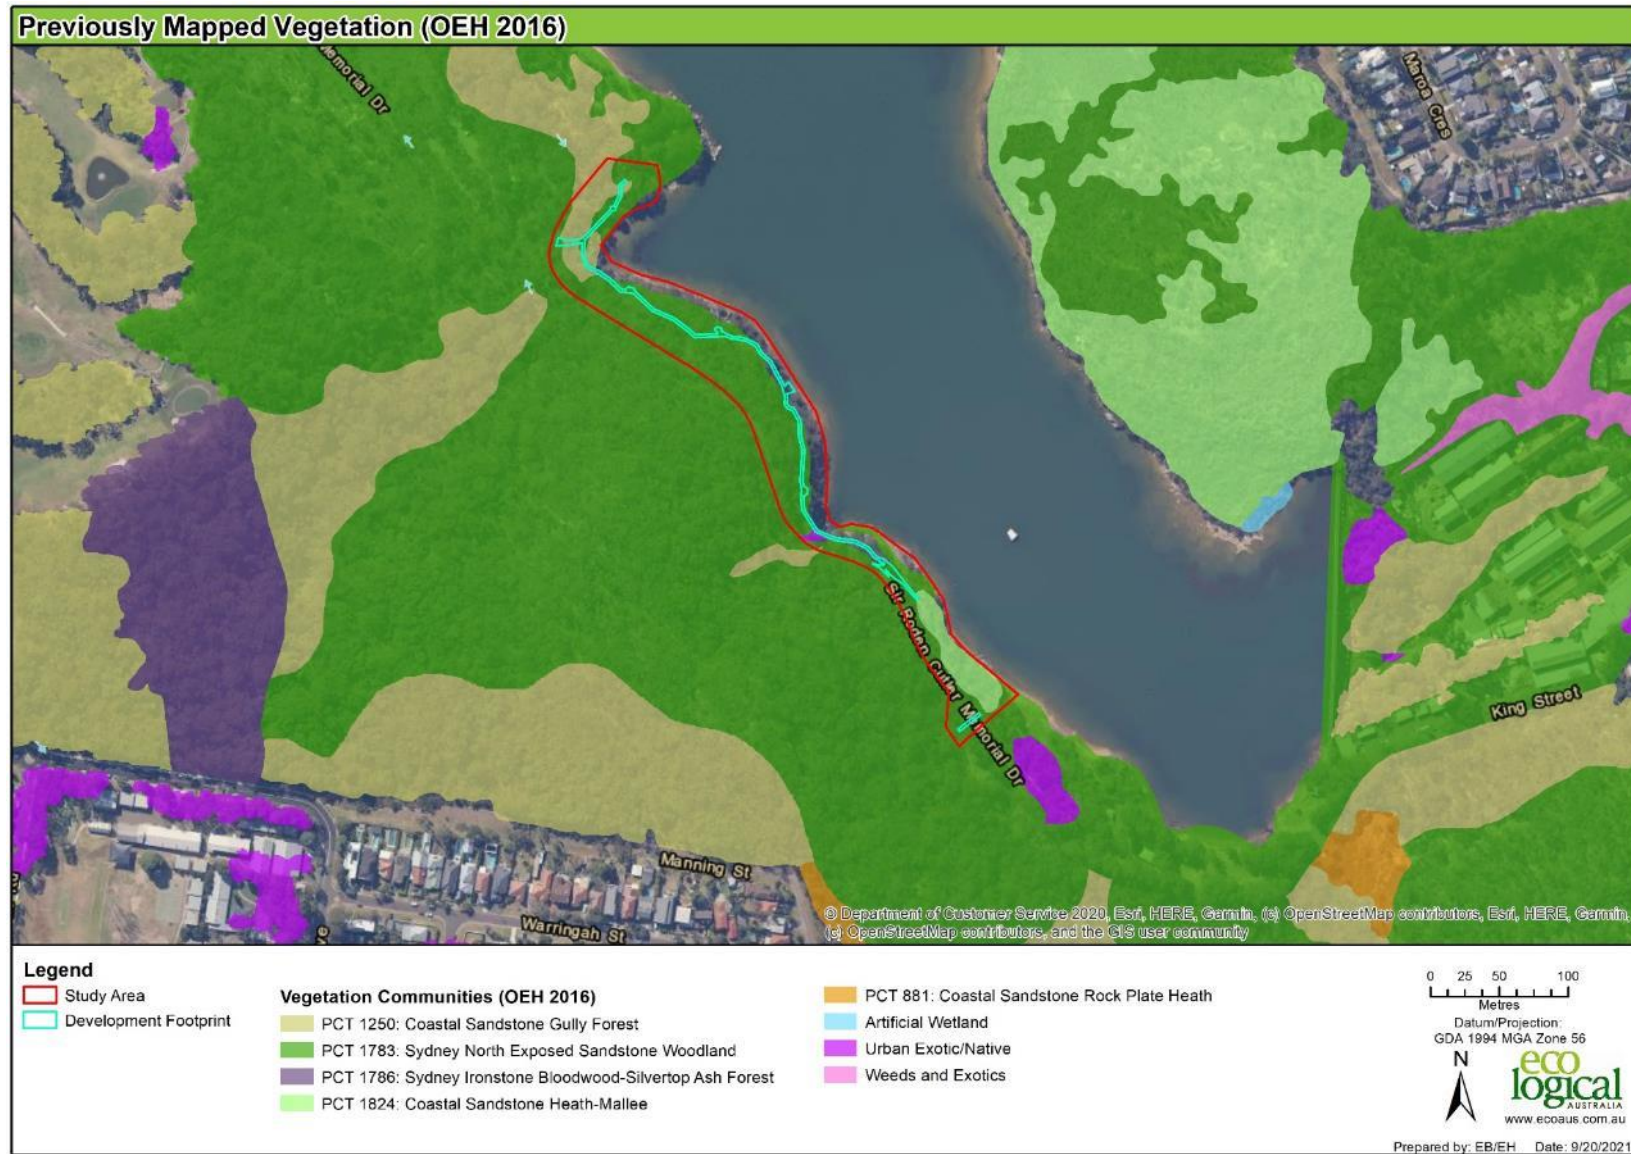 Previously Mapped Vegetation (OEH 2016)
Memorial Dr
Maroa Cres
Sir Roden Cutler Memorial Dr
King Street
Manning St
Warringah St
© Department of Customer Service 2020, Esri, HERE, Garmin, (c) OpenStreetMap contributors, Esri, HERE, Garmin,
(c) OpenStreetMap contributors, and the GIS user community
Legend
Study Area
Development Footprint
Vegetation Communities (OEH 2016)
PCT 1250: Coastal Sandstone Gully Forest
PCT 1783: Sydney North Exposed Sandstone Woodland
PCT 1786: Sydney Ironstone Bloodwood-Silvertop Ash Forest
PCT 1824: Coastal Sandstone Heath-Mallee
PCT 881: Coastal Sandstone Rock Plate Heath
Artificial Wetland
Urban Exotic/Native
Weeds and Exotics
0 25 50 100
Metres
Datum/Projection:
GDA 1994 MGA Zone 56
N
eco
logical
AUSTRALIA
www.ecoaus.com.au
Prepared by: EB/EH Date: 9/20/2021